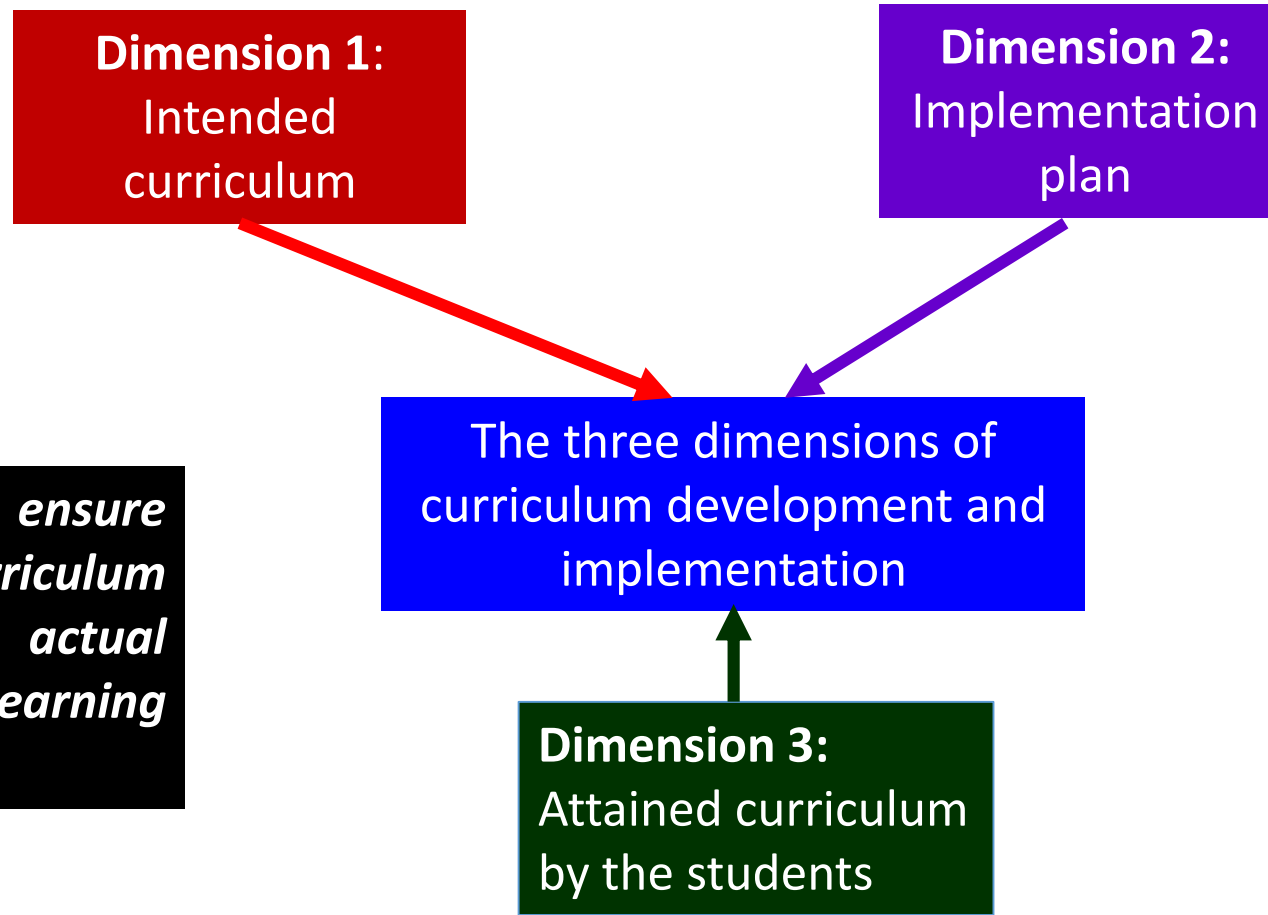 Dimension 1:
Intended
curriculum
Dimension 2:
Implementation
plan
The three dimensions of
curriculum development and
implementation
ensure
actual
Dimension 3:
Attained curriculum
by the students